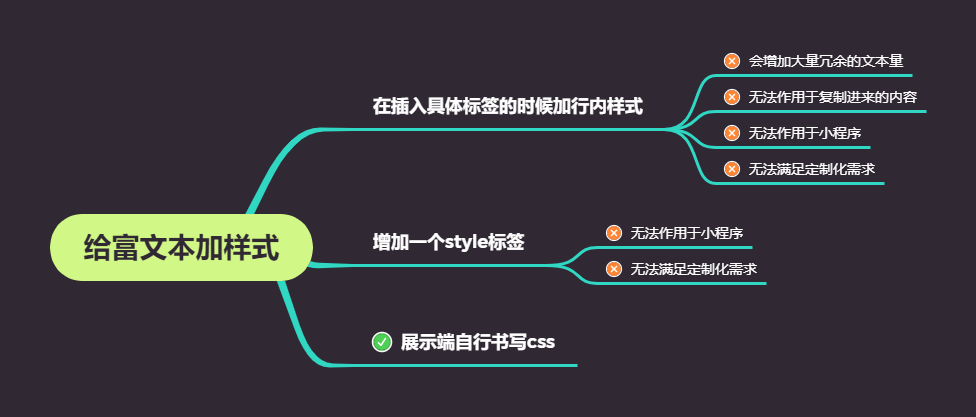 给富文本加样式
在插入具体标签的时候加行内样式
会增加大量冗余的文本量
无法作用于复制进来的内容
无法作用于小程序
无法满足定制化需求
增加一个style标签
无法作用于小程序
无法满足定制化需求
展示端自行书写css